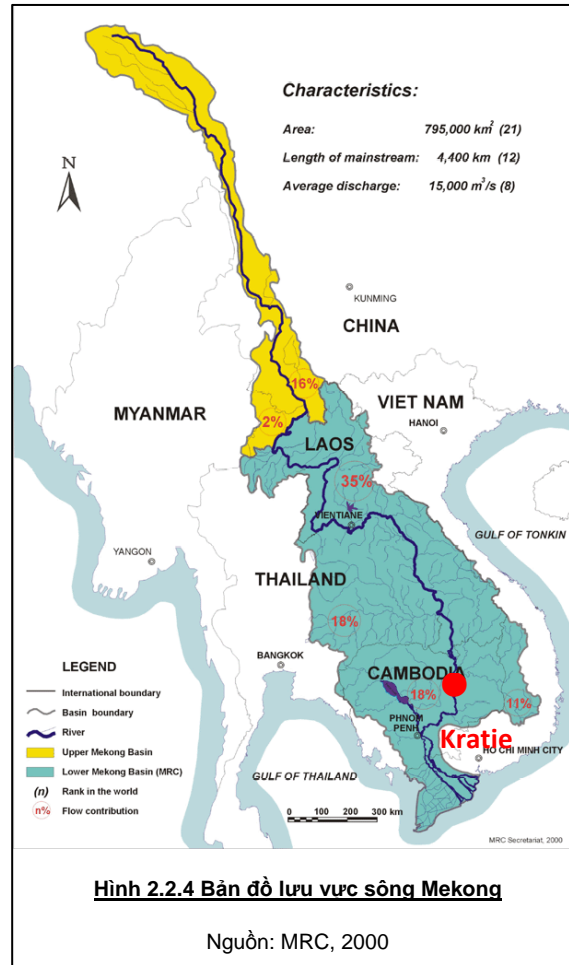 Characteristics:
Area: 795,000 km² (21)
Length of mainstream: 4,400 km (12)
Average discharge: 15,000 m³/s (8)
N
KUNMING
CHINA
16%
MYANMAR
2%
VIET NAM
HANOI
LAOS
35%
VIENTIANE
GULF OF TONKIN
YANGON
THAILAND
18%
BANGKOK
CAMBODIA
18%
11%
PHNOM
PENH
Kratie
HO CHI MINH CITY
GULF OF THAILAND
LEGEND
International boundary
Basin boundary
River
Upper Mekong Basin
Lower Mekong Basin (MRC)
(n) Rank in the world
n% Flow contribution
0 100 200 300 km
MRC Secretariat, 2000
Hình 2.2.4 Bản đồ lưu vực sông Mekong
Nguồn: MRC, 2000